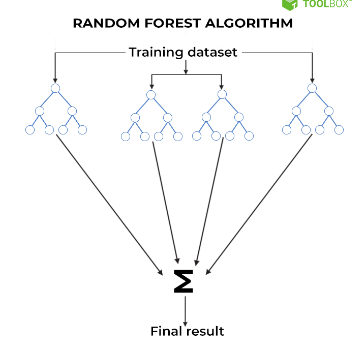 TOOLBOX
RANDOM FOREST ALGORITHM
Training dataset
Σ
Final result